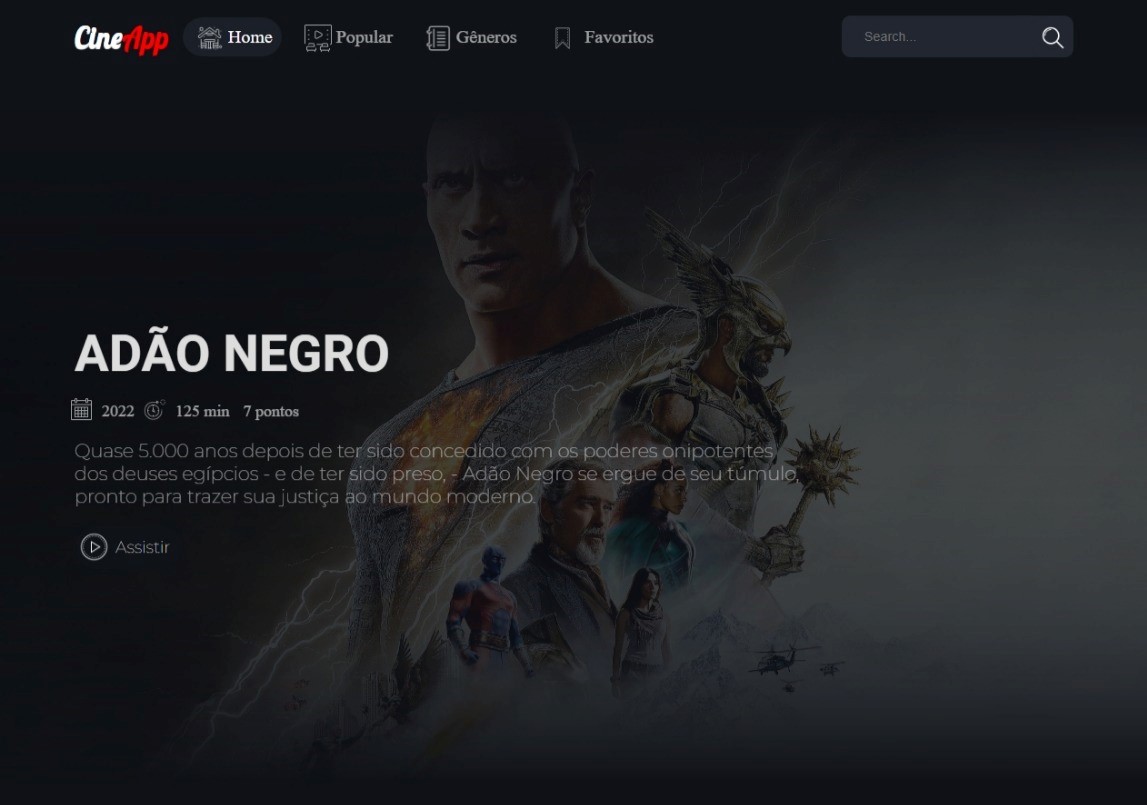 CineApp
Home
Popular
Gêneros
Favoritos
Search...
ADÃO NEGRO
2022 125 min 7 pontos
Quase 5.000 anos depois de ter sido concedido com os poderes onipotentes
dos deuses egípcios - e de ter sido preso, - Adão Negro se ergue de seu túmulo,
pronto para trazer sua justiça ao mundo moderno.
Assistir